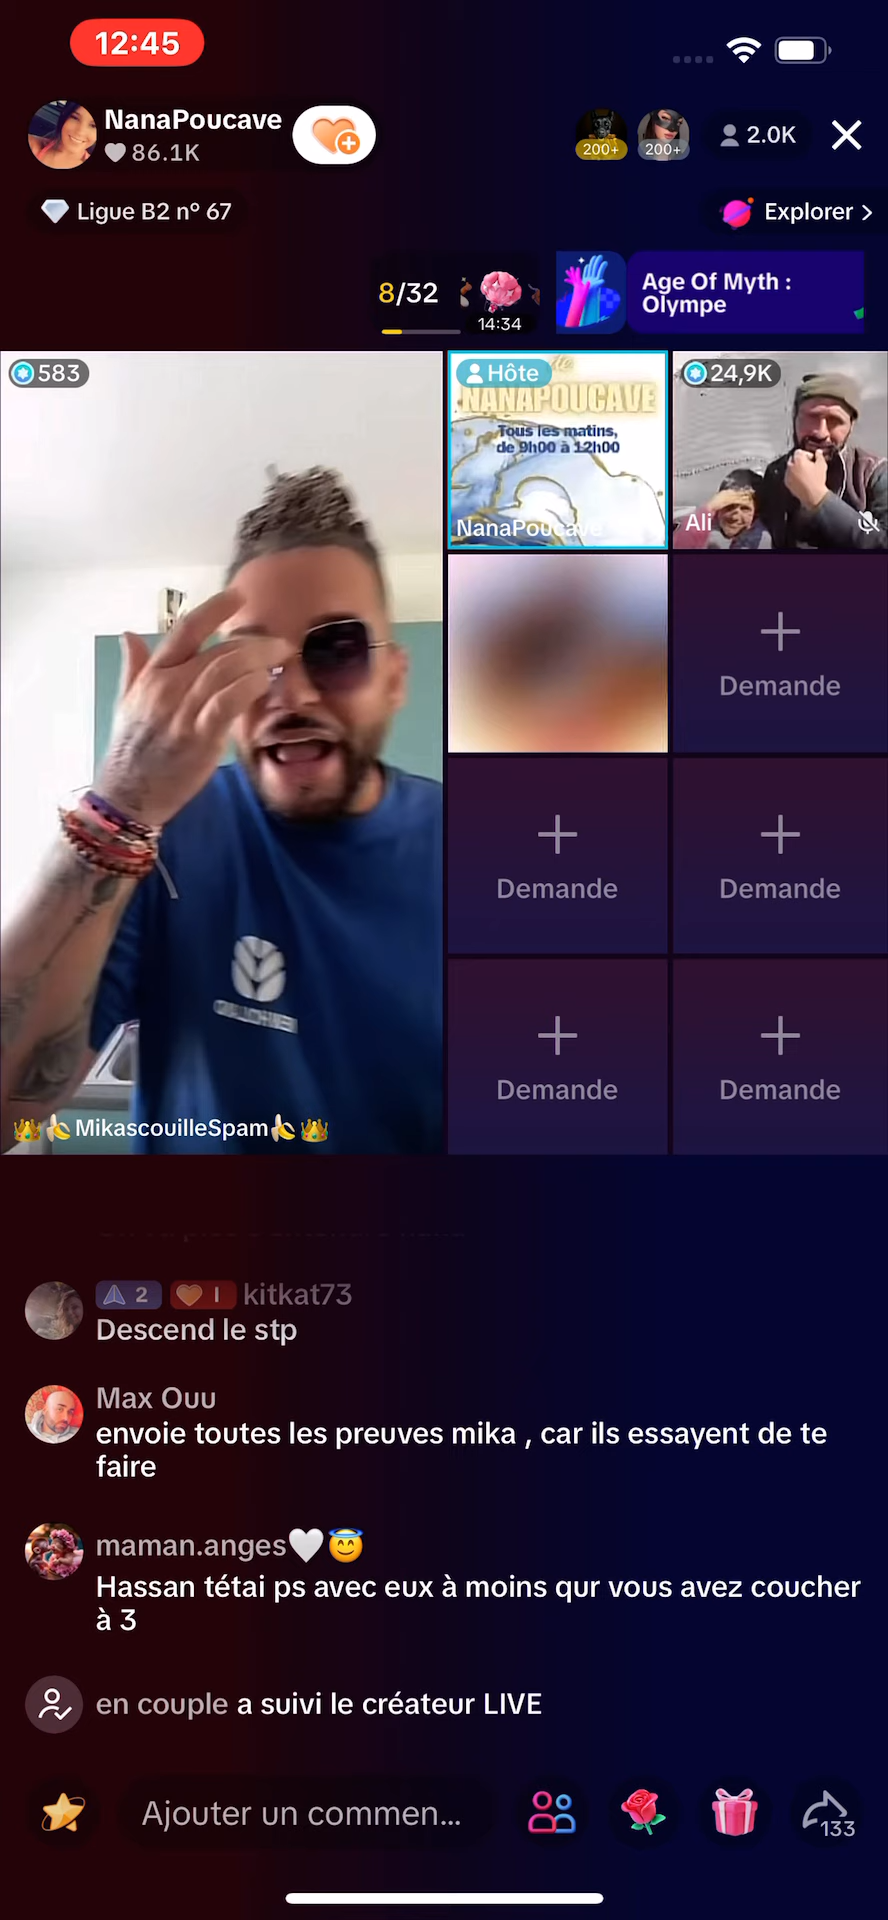 12:45
NanaPoucave
86.1K
200+
200+
2.0K
Ligue B2 nº 67
Explorer >
8/32
14:34
Age Of Myth :
Olympe
583
Hôte
24,9K
NANAPOUCAVE
Tous les matins,
de 9h00 à 12h00
NanaPoucave
Ali
Demande
Demande
Demande
Demande
Demande
👑🍌MikascouilleSpam🍌👑
2 I kitkat73
Descend le stp
Max Ouu
envoie toutes les preuves mika , car ils essayent de te
faire
maman.anges🤍😇
Hassan tétai ps avec eux à moins qur vous avez coucher
à 3
en couple a suivi le créateur LIVE
Ajouter un commen...
133